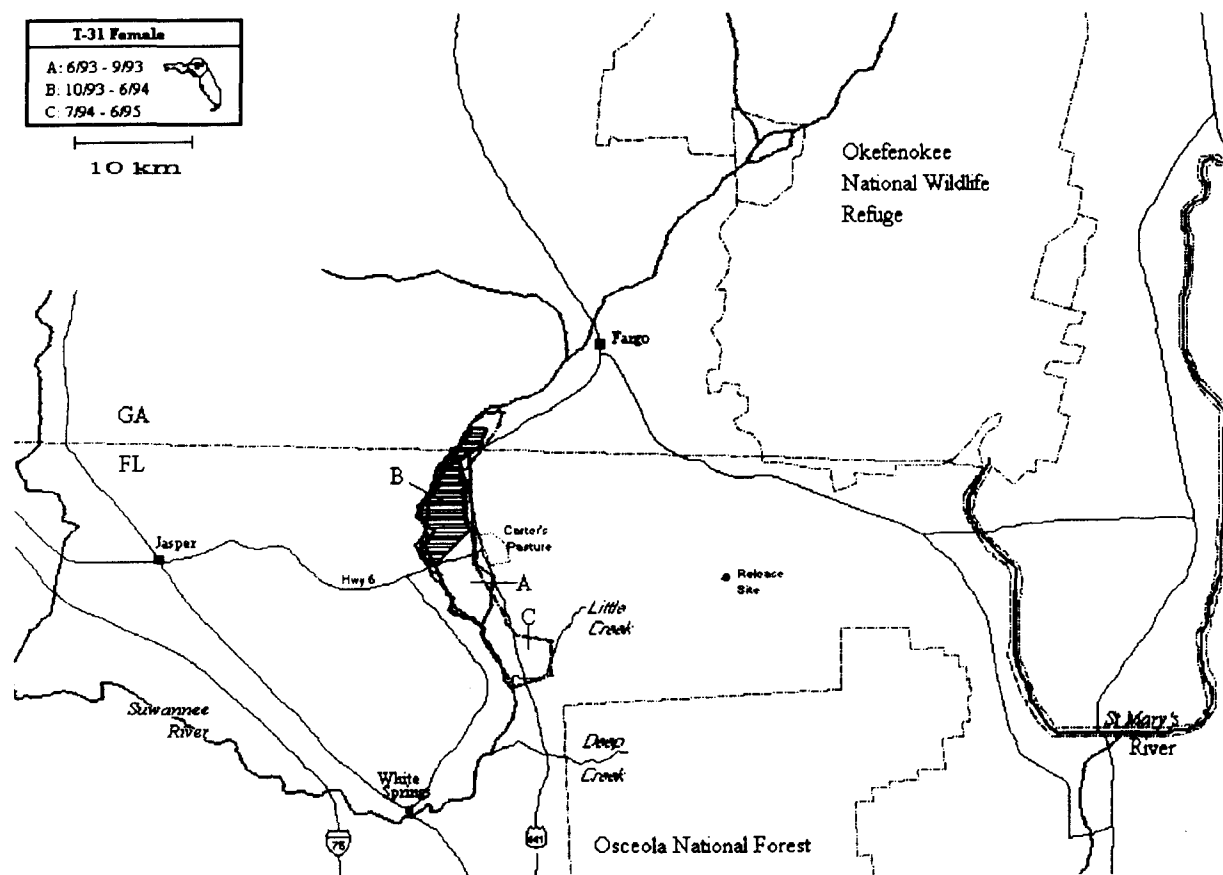 T-31 Female
A: 6/93 - 9/93
B: 10/93 - 6/94
C: 7/94 - 6/95
10 km
Okefenokee
National Wildlife
Refuge
Fargo
GA
FL
B
Carter's
Pasture
Jasper
Hwy 6
A
Release
Site
C
Little
Creek
Suwannee
River
St Mary's
River
Deep
Creek
White
Springs
75
441
Osceola National Forest